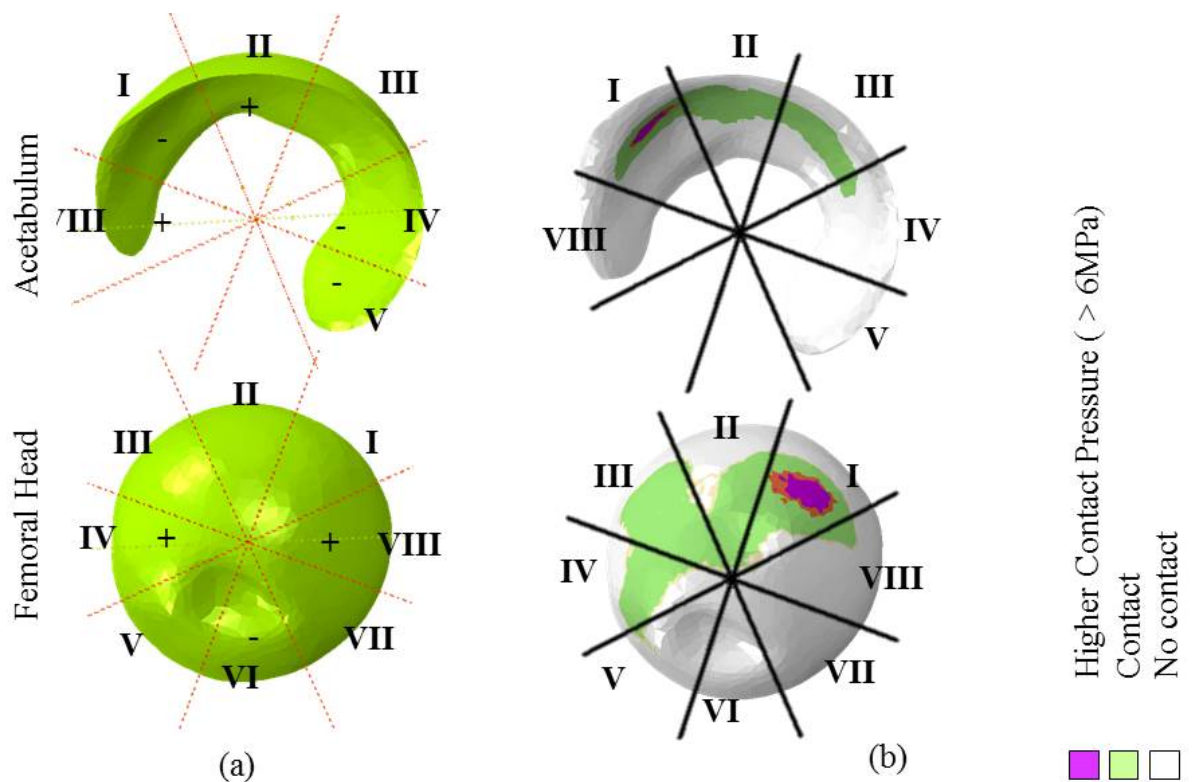 II
I
III
+
-
Acetabulum
VIII
+
-
IV
-
V
II
III
I
Femoral Head
IV
+
+
VIII
V
-
VII
VI
(a)
II
I
III
VIII
IV
V
II
III
I
IV
VIII
V
VII
VI
(b)
Higher Contact Pressure ( > 6MPa)
Contact
No contact